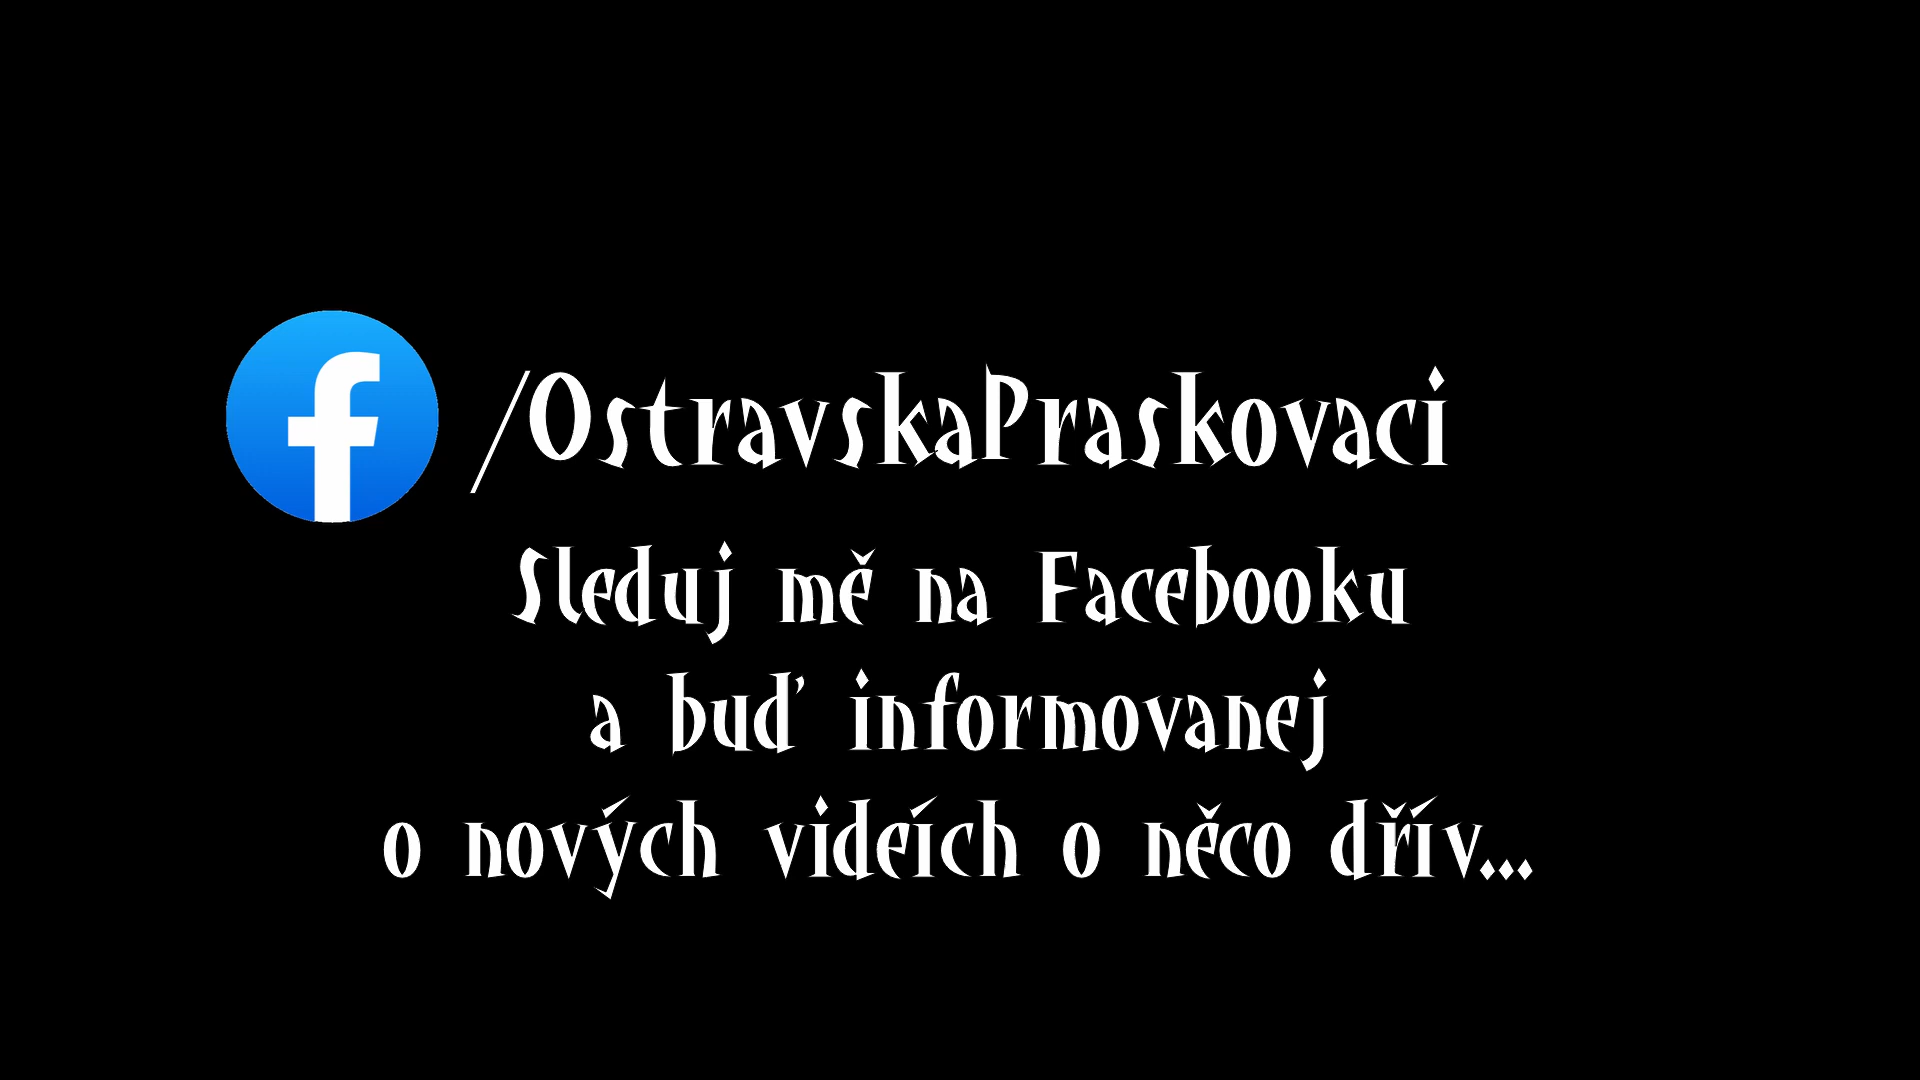 /OstravskaPraskovaci
Sleduj mě na Facebooku
a buď informovanej
o nových videích o něco dřív...